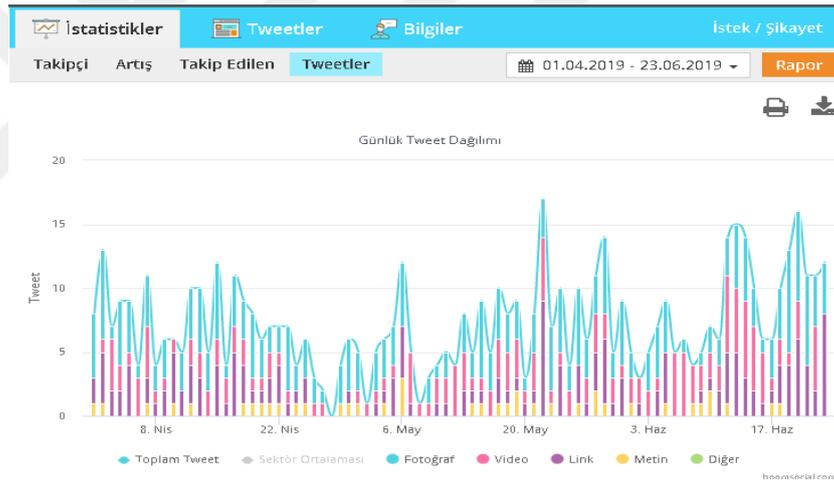 İstatistikler Tweetler Bilgiler İstek / Şikayet
Takipçi Artış Takip Edilen Tweetler 01.04.2019 - 23.06.2019 Rapor
Günlük Tweet Dağılımı
20
15
10
5
0
Tweet
8. Nis 22. Nis 6. May 20. May 3. Haz 17. Haz
Toplam Tweet Sektör Ortalaması Fotoğraf Video Link Metin Diğer